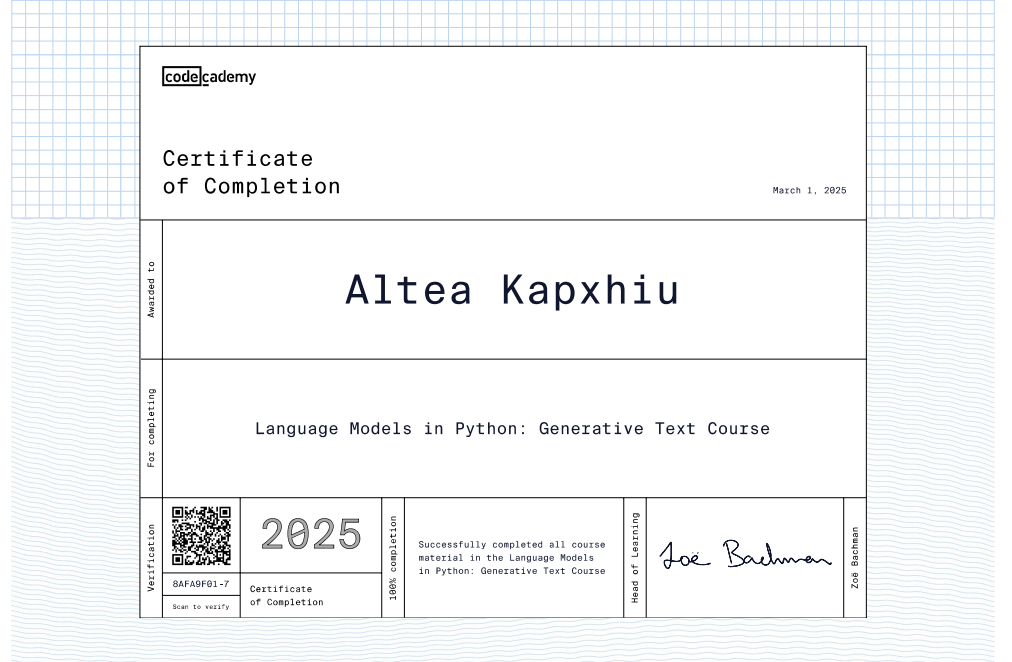 codecademy
Certificate
of Completion
March 1, 2025
Awarded to
Altea Kapxhiu
For completing
Language Models in Python: Generative Text Course
Verification
8AFA9F01-7
Scan to verify
2025
Certificate
of Completion
100% completion
Successfully completed all course
material in the Language Models
in Python: Generative Text Course
Head of Learning
Zoë Bachman
Zoë Bachman